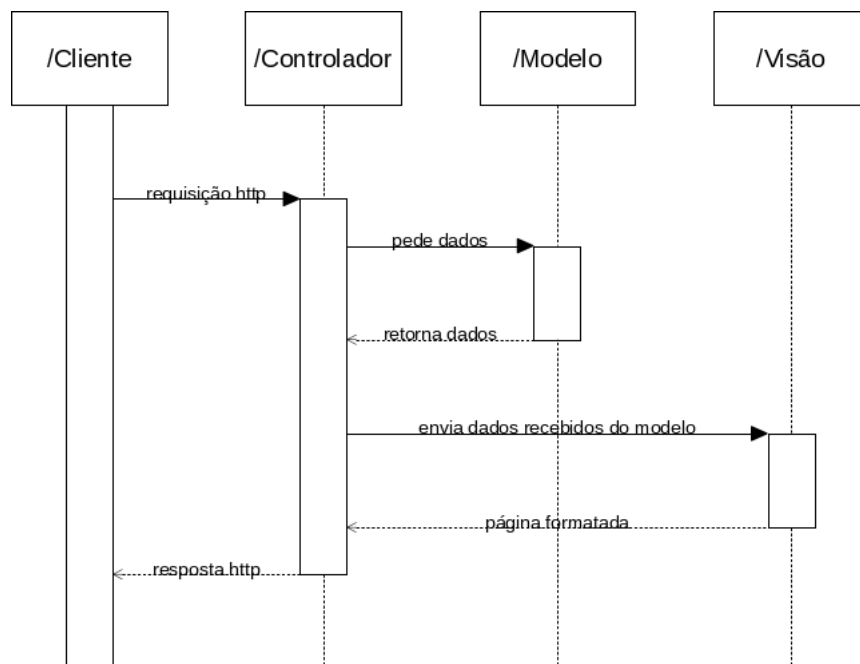 /Cliente
/Controlador
/Modelo
/Visão
requisição http
pede dados
retorna dados
envia dados recebidos do modelo
página formatada
resposta http